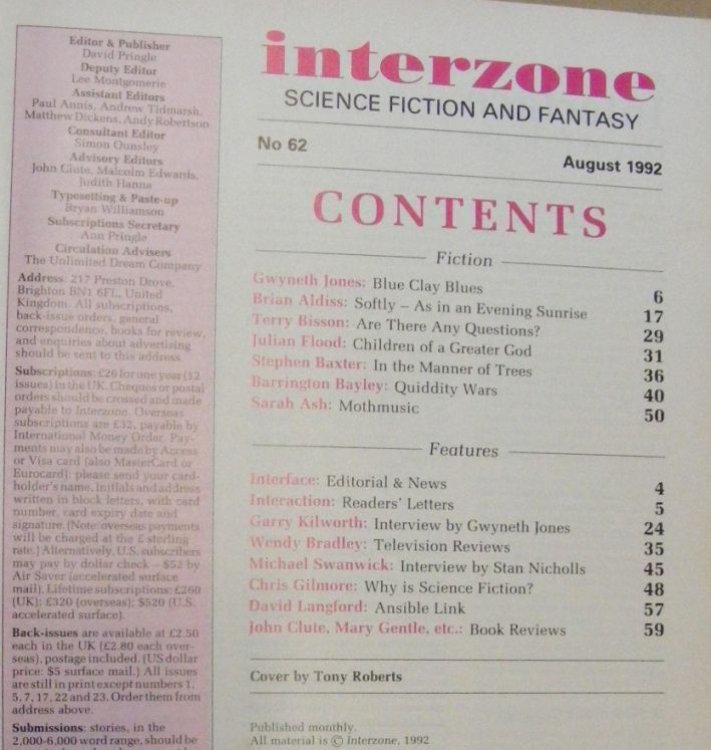 Editor & Publisher
David Pringle
Deputy Editor
Lee Montgomerie
Assistant Editors
Paul Annis, Andrew Tidmarsh,
Matthew Dickens, Andy Robertson
Consultant Editor
Simon Ounsley
Advisory Editors
John Clute, Malcolm Edwards,
Judith Hanna
Typesetting & Paste-up
Bryan Williamson
Subscriptions Secretary
Ann Pringle
Circulation Advisers
The Unlimited Dream Company
Address: 217 Preston Drove,
Brighton BN1 6FL, United
Kingdom. All subscriptions,
back-issue orders, general
correspondence, books for review,
and enquiries about advertising
should be sent to this address.
Subscriptions: £26 for one year (12
issues) in the UK. Cheques or postal
orders should be crossed and made
payable to Interzone. Overseas
subscriptions are £32, payable by
International Money Order. Pay-
ments may also be made by Access
or Visa card (also MasterCard or
Eurocard): please send your card-
holder's name, initials and address
written in block letters, with card
number, card expiry date and
signature. (Note: overseas payments
will be charged at the £ sterling
rate.) Alternatively, U.S. subscribers
may pay by dollar check – $52 by
Air Saver (accelerated surface
mail). Lifetime subscriptions: £260
(UK); £320 (overseas); $520 (U.S.
accelerated surface).
Back-issues are available at £2.50
each in the UK (£2.80 each over-
seas), postage included. (US dollar
price: $5 surface mail.) All issues
are still in print except numbers 1,
5, 7, 17, 22 and 23. Order them from
address above.
Submissions: stories, in the
2,000-6,000 word range, should be
interzone
SCIENCE FICTION AND FANTASY
No 62
August 1992
CONTENTS
Fiction
Gwyneth Jones: Blue Clay Blues 6
Brian Aldiss: Softly – As in an Evening Sunrise 17
Terry Bisson: Are There Any Questions? 29
Julian Flood: Children of a Greater God 31
Stephen Baxter: In the Manner of Trees 36
Barrington Bayley: Quiddity Wars 40
Sarah Ash: Mothmusic 50
Features
Interface: Editorial & News 4
Interaction: Readers' Letters 5
Garry Kilworth: Interview by Gwyneth Jones 24
Wendy Bradley: Television Reviews 35
Michael Swanwick: Interview by Stan Nicholls 45
Chris Gilmore: Why is Science Fiction? 48
David Langford: Ansible Link 57
John Clute, Mary Gentle, etc.: Book Reviews 59
Cover by Tony Roberts
Published monthly.
All material is © Interzone, 1992